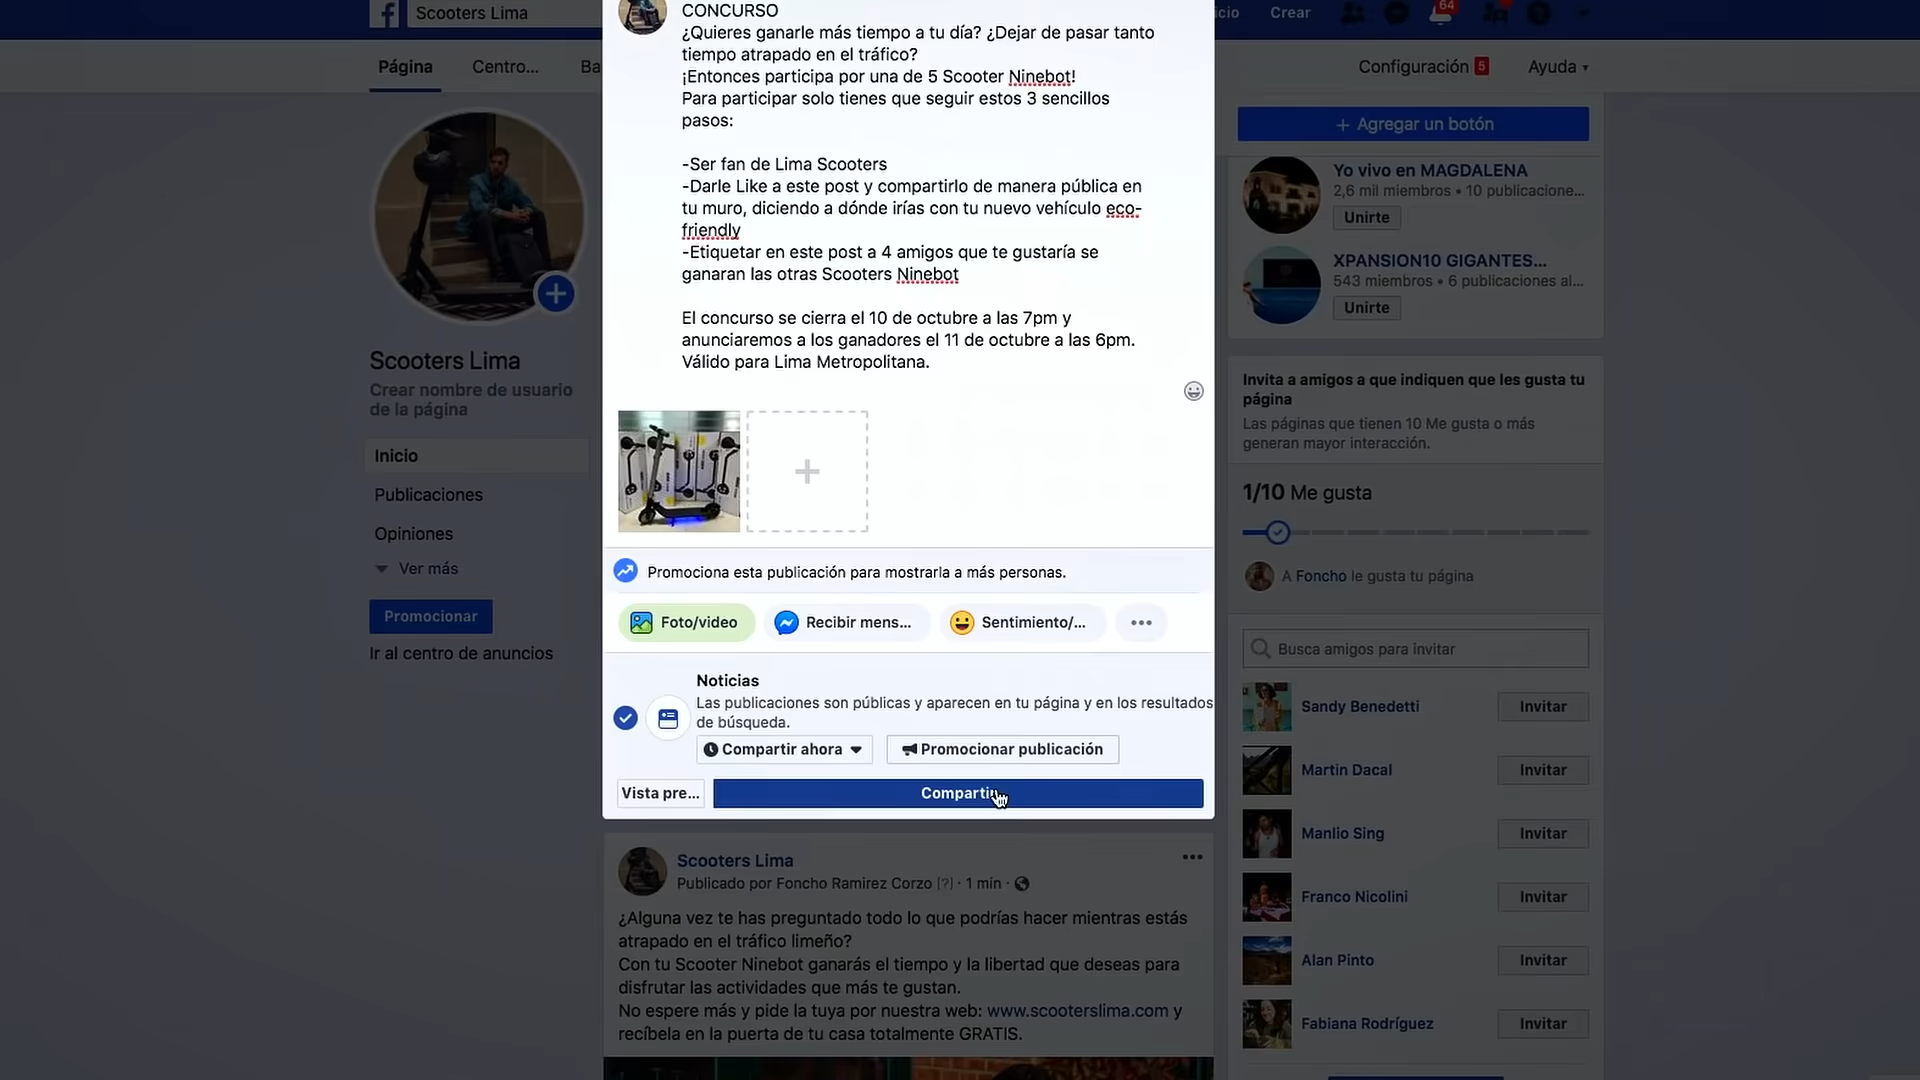 Scooters Lima
icio
Crear
64
Página
Centro...
Ba
Configuración 5
Ayuda
CONCURSO
¿Quieres ganarle más tiempo a tu día? ¿Dejar de pasar tanto
tiempo atrapado en el tráfico?
¡Entonces participa por una de 5 Scooter Ninebot!
Para participar solo tienes que seguir estos 3 sencillos
pasos:
-Ser fan de Lima Scooters
-Darle Like a este post y compartirlo de manera pública en
tu muro, diciendo a dónde irías con tu nuevo vehículo eco-
friendly
-Etiquetar en este post a 4 amigos que te gustaría se
ganaran las otras Scooters Ninebot
El concurso se cierra el 10 de octubre a las 7pm y
anunciaremos a los ganadores el 11 de octubre a las 6pm.
Válido para Lima Metropolitana.
Promociona esta publicación para mostrarla a más personas.
Foto/video
Recibir mens...
Sentimiento/...
Noticias
Las publicaciones son públicas y aparecen en tu página y en los resultados
de búsqueda.
Compartir ahora
Promocionar publicación
Vista pre...
Compartir
Scooters Lima
Crear nombre de usuario
de la página
Inicio
Publicaciones
Opiniones
Ver más
Promocionar
Ir al centro de anuncios
Scooters Lima
Publicado por Foncho Ramirez Corzo [?] · 1 min ·
¿Alguna vez te has preguntado todo lo que podrías hacer mientras estás
atrapado en el tráfico limeño?
Con tu Scooter Ninebot ganarás el tiempo y la libertad que deseas para
disfrutar las actividades que más te gustan.
No espere más y pide la tuya por nuestra web: www.scooterslima.com y
recíbela en la puerta de tu casa totalmente GRATIS.
+ Agregar un botón
Yo vivo en MAGDALENA
2,6 mil miembros • 10 publicacione...
Unirte
XPANSION10 GIGANTES...
543 miembros • 6 publicaciones al...
Unirte
Invita a amigos a que indiquen que les gusta tu
página
Las páginas que tienen 10 Me gusta o más
generan mayor interacción.
1/10 Me gusta
A Foncho le gusta tu página
Busca amigos para invitar
Sandy Benedetti
Invitar
Martin Dacal
Invitar
Manlio Sing
Invitar
Franco Nicolini
Invitar
Alan Pinto
Invitar
Fabiana Rodríguez
Invitar